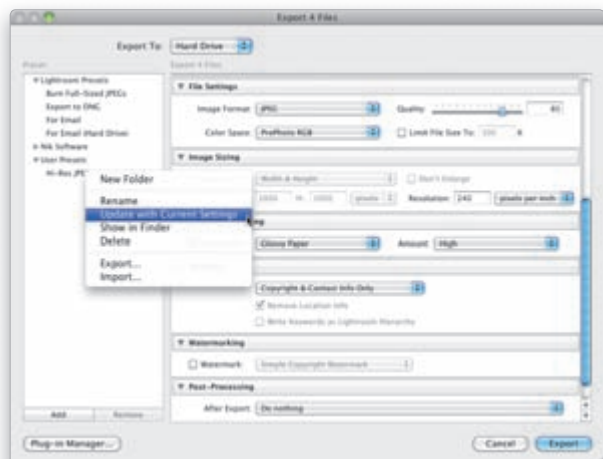 Export 4 Files
Export To: Hard Drive
Preset: Export 4 Files
Lightroom Presets
Burn Full-Sized JPEGs
Export to DNG
For Email
For Email (Hard Drive)
Nik Software
User Presets
Hi-Res JPE
New Folder
Rename
Update with Current Settings
Show in Finder
Delete
Export...
Import...
File Settings
Image Format: JPEG Quality:
Color Space: ProPhoto RGB Limit File Size To: K
Image Sizing
Width & Height Don't Enlarge
pixels Resolution: 240 pixels per inch
ing
Glossy Paper Amount: High
Copyright & Contact Info Only
Remove Location Info
Write Keywords as Lightroom Hierarchy
Watermarking
Watermark: Simple Copyright Watermark
Post-Processing
After Export: Do nothing
Add Remove
Plug-in Manager... Cancel Export